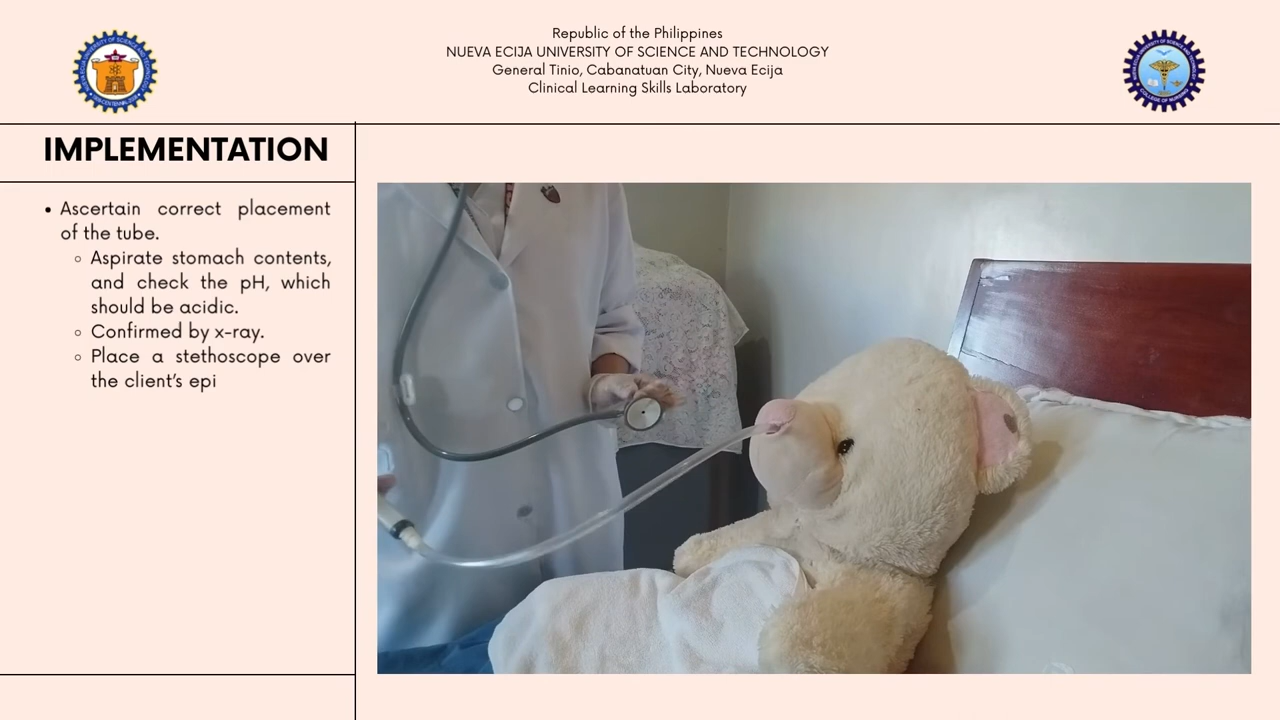 Republic of the Philippines
NUEVA ECIJA UNIVERSITY OF SCIENCE AND TECHNOLOGY
General Tinio, Cabanatuan City, Nueva Ecija
Clinical Learning Skills Laboratory
IMPLEMENTATION
• Ascertain correct placement
of the tube.
◦ Aspirate stomach contents,
and check the pH, which
should be acidic.
◦ Confirmed by x-ray.
◦ Place a stethoscope over
the client's epi